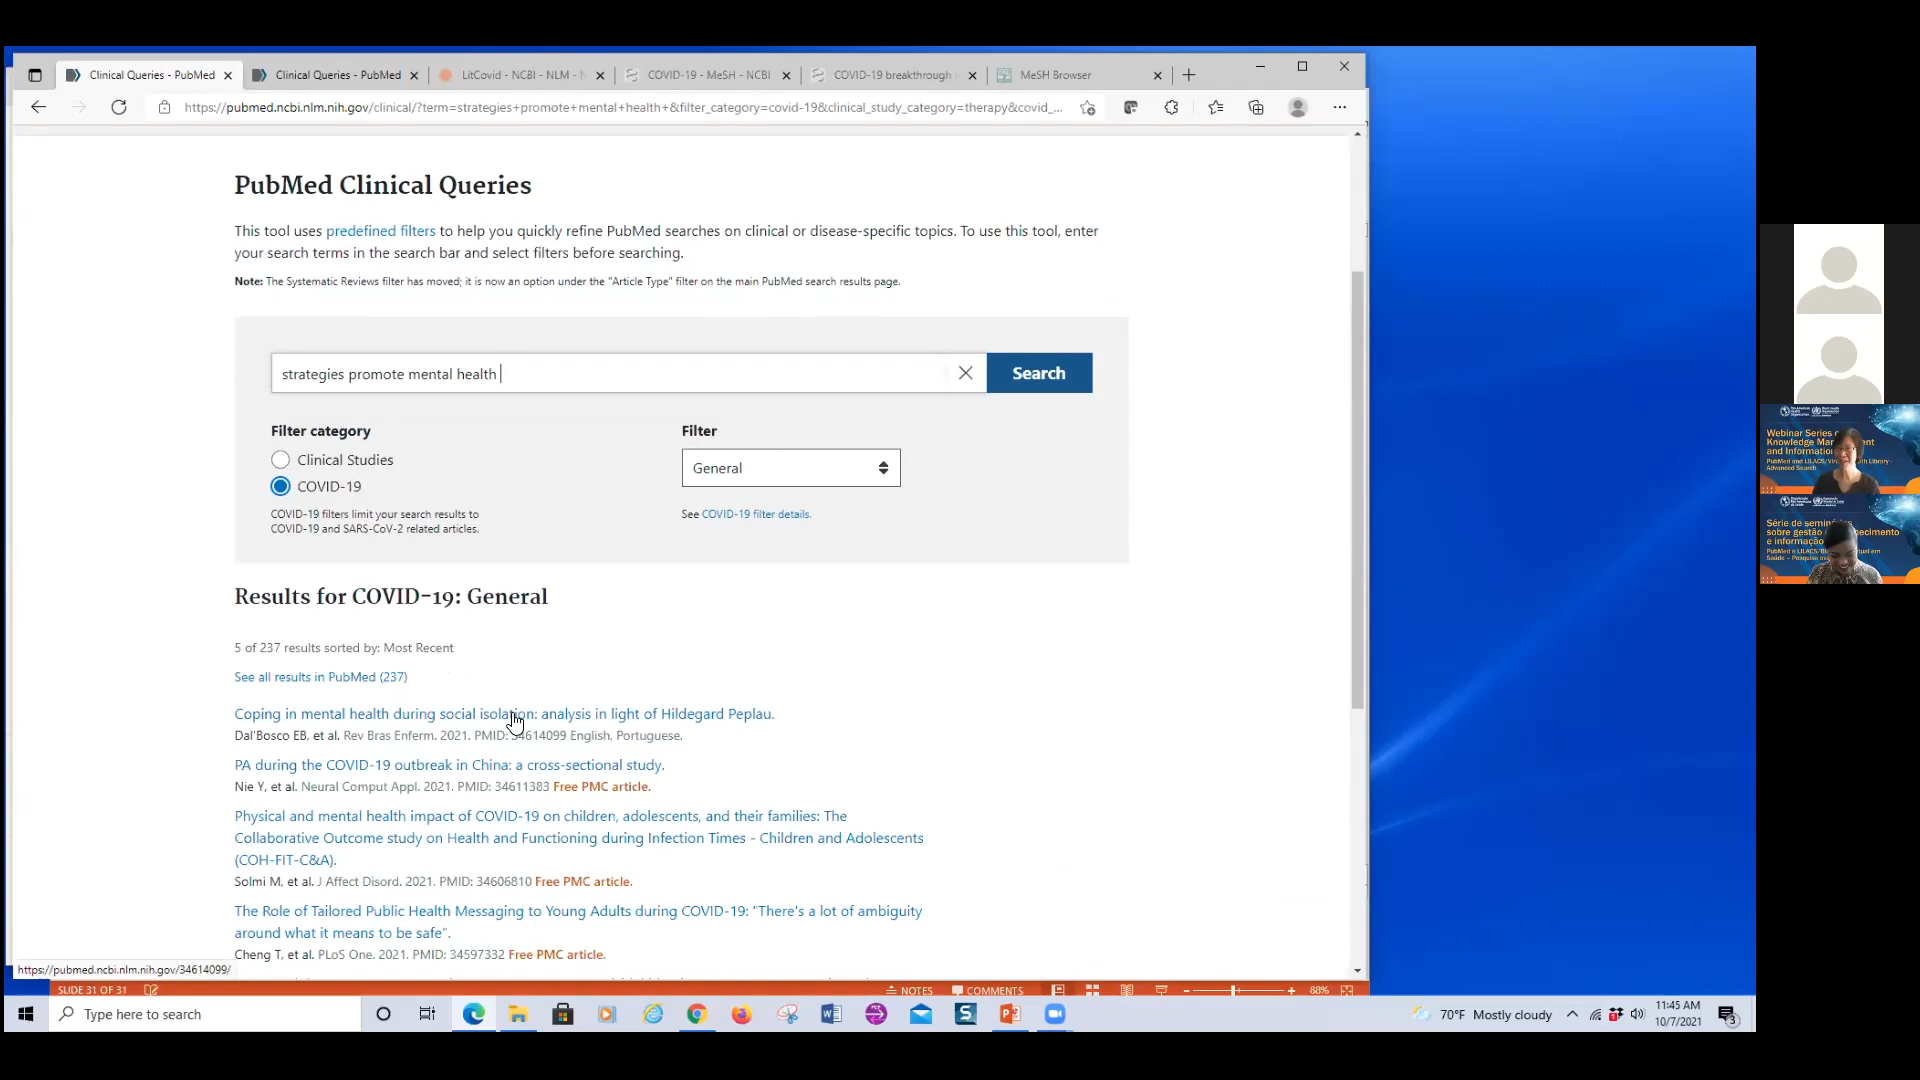 Clinical Queries - PubMed
Clinical Queries - PubMed
LitCovid - NCBI - NLM -
COVID-19 - MeSH - NCBI
COVID-19 breakthrough
MeSH Browser
https://pubmed.ncbi.nlm.nih.gov/clinical/?term=strategies+promote+mental+health+&filter_category=covid-19&clinical_study_category=therapy&covid_...
PubMed Clinical Queries
This tool uses predefined filters to help you quickly refine PubMed searches on clinical or disease-specific topics. To use this tool, enter
your search terms in the search bar and select filters before searching.
Note: The Systematic Reviews filter has moved; it is now an option under the "Article Type" filter on the main PubMed search results page.
strategies promote mental health
Search
Filter category
Filter
Clinical Studies
COVID-19
General
COVID-19 filters limit your search results to
COVID-19 and SARS-CoV-2 related articles.
See COVID-19 filter details.
Results for COVID-19: General
5 of 237 results sorted by: Most Recent
See all results in PubMed (237)
Coping in mental health during social isolation: analysis in light of Hildegard Peplau.
Dal'Bosco EB, et al. Rev Bras Enferm. 2021. PMID: 34614099 English, Portuguese.
PA during the COVID-19 outbreak in China: a cross-sectional study.
Nie Y, et al. Neural Comput Appl. 2021. PMID: 34611383 Free PMC article.
Physical and mental health impact of COVID-19 on children, adolescents, and their families: The
Collaborative Outcome study on Health and Functioning during Infection Times - Children and Adolescents
(COH-FIT-C&A).
Solmi M, et al. J Affect Disord. 2021. PMID: 34606810 Free PMC article.
The Role of Tailored Public Health Messaging to Young Adults during COVID-19: "There's a lot of ambiguity
around what it means to be safe".
Cheng T, et al. PLoS One. 2021. PMID: 34597332 Free PMC article.
https://pubmed.ncbi.nlm.nih.gov/34614099/
SLIDE 31 OF 31
NOTES
COMMENTS
88%
Type here to search
70°F Mostly cloudy
11:45 AM
10/7/2021
3
Webinar Series
Knowledge
and Information
PubMed and
Advanced Search
Série de
sobre gestão
e informação